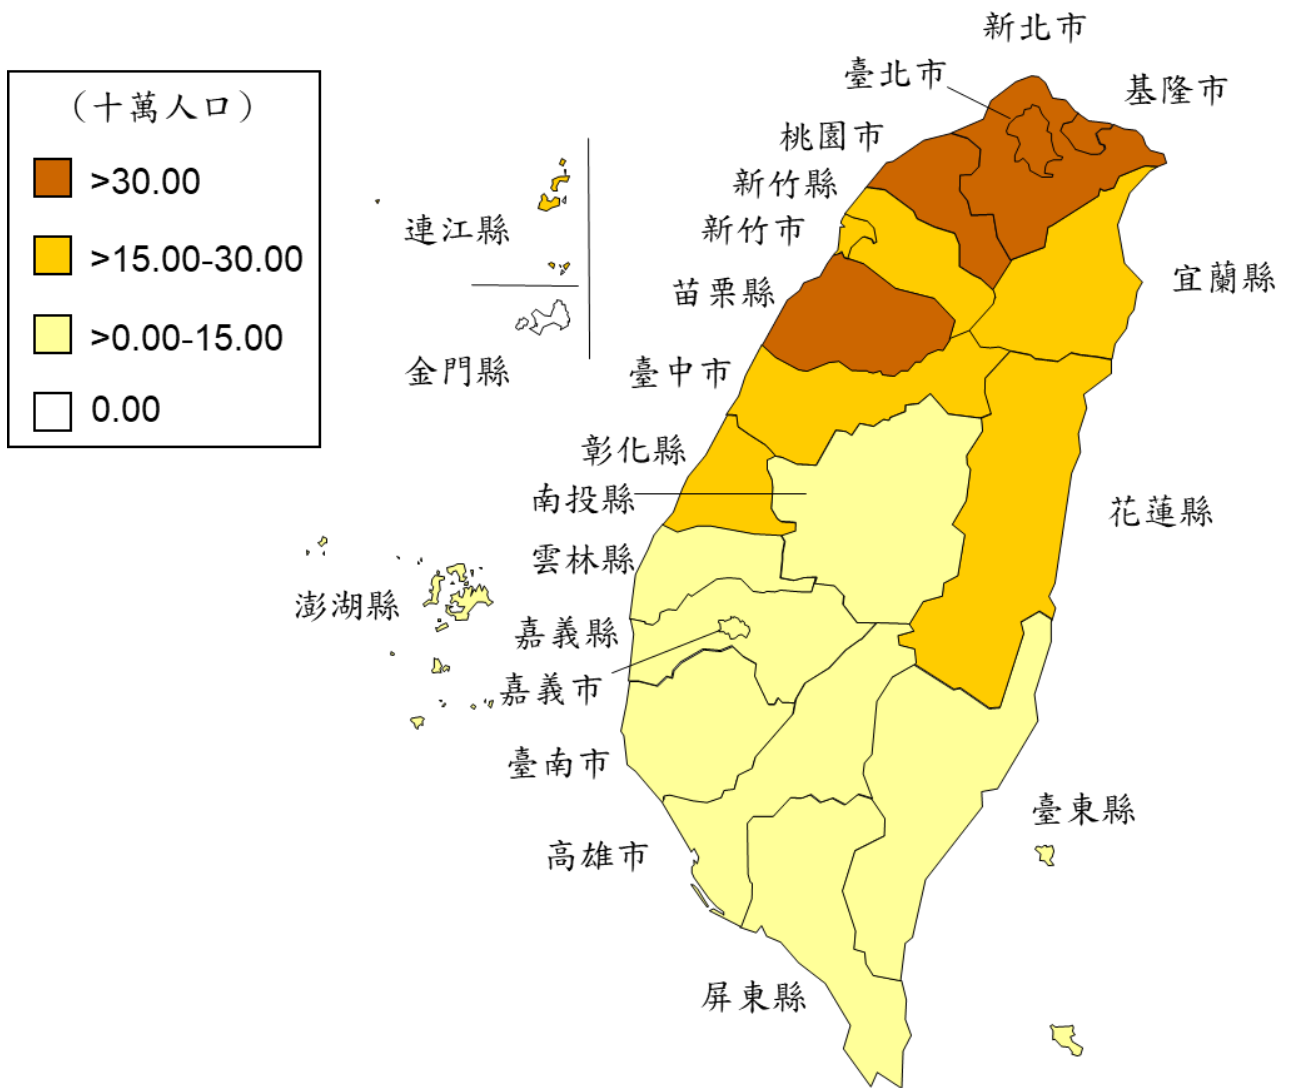 （十萬人口）
>30.00
>15.00-30.00
>0.00-15.00
0.00
新北市
臺北市
基隆市
桃園市
新竹縣
新竹市
連江縣
苗栗縣
宜蘭縣
金門縣
臺中市
彰化縣
南投縣
花蓮縣
雲林縣
澎湖縣
嘉義縣
嘉義市
臺南市
臺東縣
高雄市
屏東縣